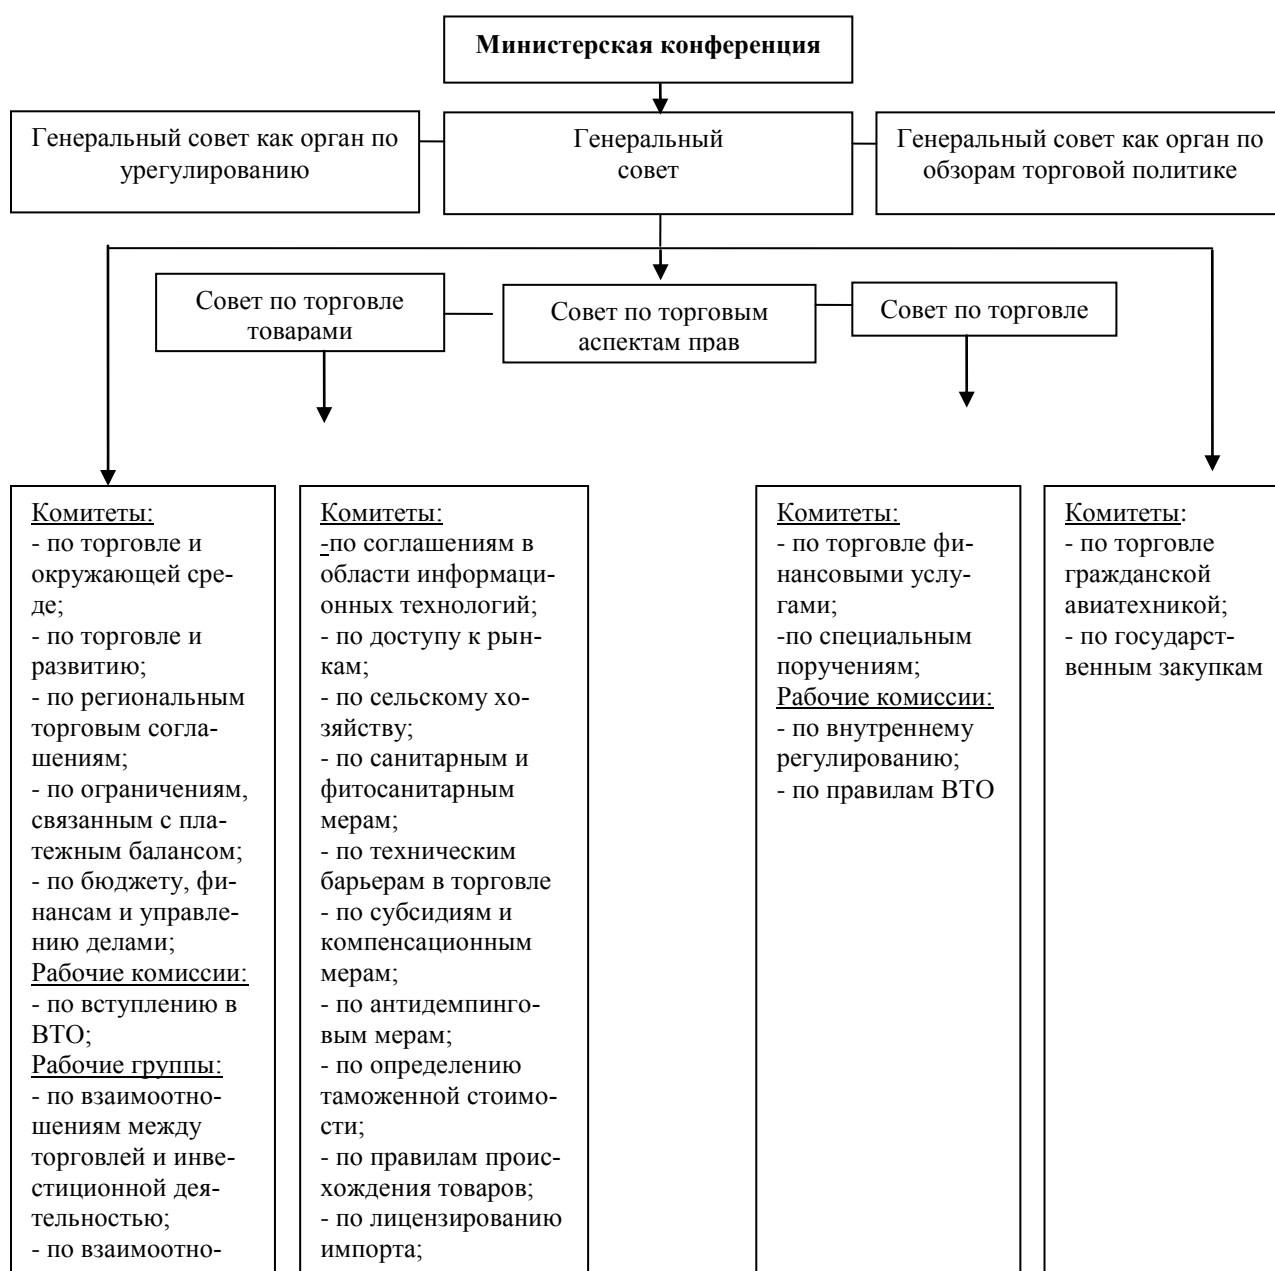 Министерская конференция
Генеральный совет как орган по
урегулированию
Генеральный
совет
Генеральный совет как орган по
обзорам торговой политике
Совет по торговле
товарами
Совет по торговым
аспектам прав
Совет по торговле
Комитеты:
- по торговле и
окружающей сре-
де;
- по торговле и
развитию;
- по региональным
торговым согла-
шениям;
- по ограничениям,
связанным с пла-
тежным балансом;
- по бюджету, фи-
нансам и управле-
нию делами;
Рабочие комиссии:
- по вступлению в
ВТО;
Рабочие группы:
- по взаимоотно-
шениям между
торговлей и инве-
стиционной дея-
тельностью;
- по взаимоотно-
Комитеты:
-по соглашениям в
области информаци-
онных технологий;
- по доступу к рын-
кам;
- по сельскому хо-
зяйству;
- по санитарным и
фитосанитарным
мерам;
- по техническим
барьерам в торговле
- по субсидиям и
компенсационным
мерам;
- по антидемпинго-
вым мерам;
- по определению
таможенной стоимо-
сти;
- по правилам проис-
хождения товаров;
- по лицензированию
импорта;
Комитеты:
- по торговле фи-
нансовыми услу-
гами;
-по специальным
поручениям;
Рабочие комиссии:
- по внутреннему
регулированию;
- по правилам ВТО
Комитеты:
- по торговле
гражданской
авиатехникой;
- по государст-
венным закупкам